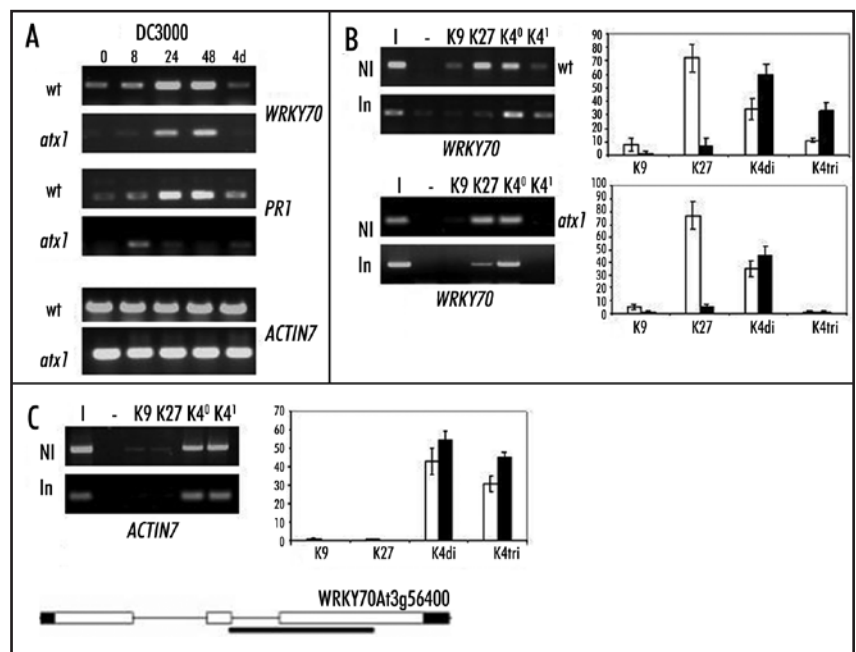 A
DC3000
0 8 24 48 4d
wt
WRKY70
atx1
wt
PR1
atx1
wt
ACTIN7
atx1
B
I - K9 K27 K4⁰ K4¹
NI
wt
In
WRKY70
I - K9 K27 K4⁰ K4¹
NI
atx1
In
WRKY70
90
80
70
60
50
40
30
20
10
0
K9 K27 K4di K4tri
100
90
80
70
60
50
40
30
20
10
0
K9 K27 K4di K4tri
C
I - K9 K27 K4⁰ K4¹
NI
In
ACTIN7
70
60
50
40
30
20
10
0
K9 K27 K4di K4tri
WRKY70At3g56400